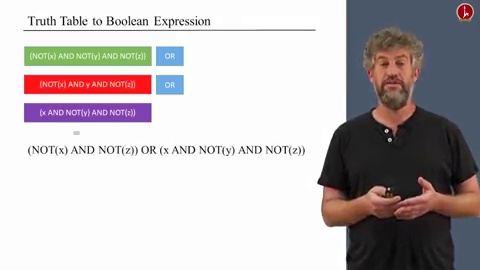 Truth Table to Boolean Expression
(NOT(x) AND NOT(y) AND NOT(z)) OR
(NOT(x) AND y AND NOT(z)) OR
(x AND NOT(y) AND NOT(z))
=
(NOT(x) AND NOT(z)) OR (x AND NOT(y) AND NOT(z))